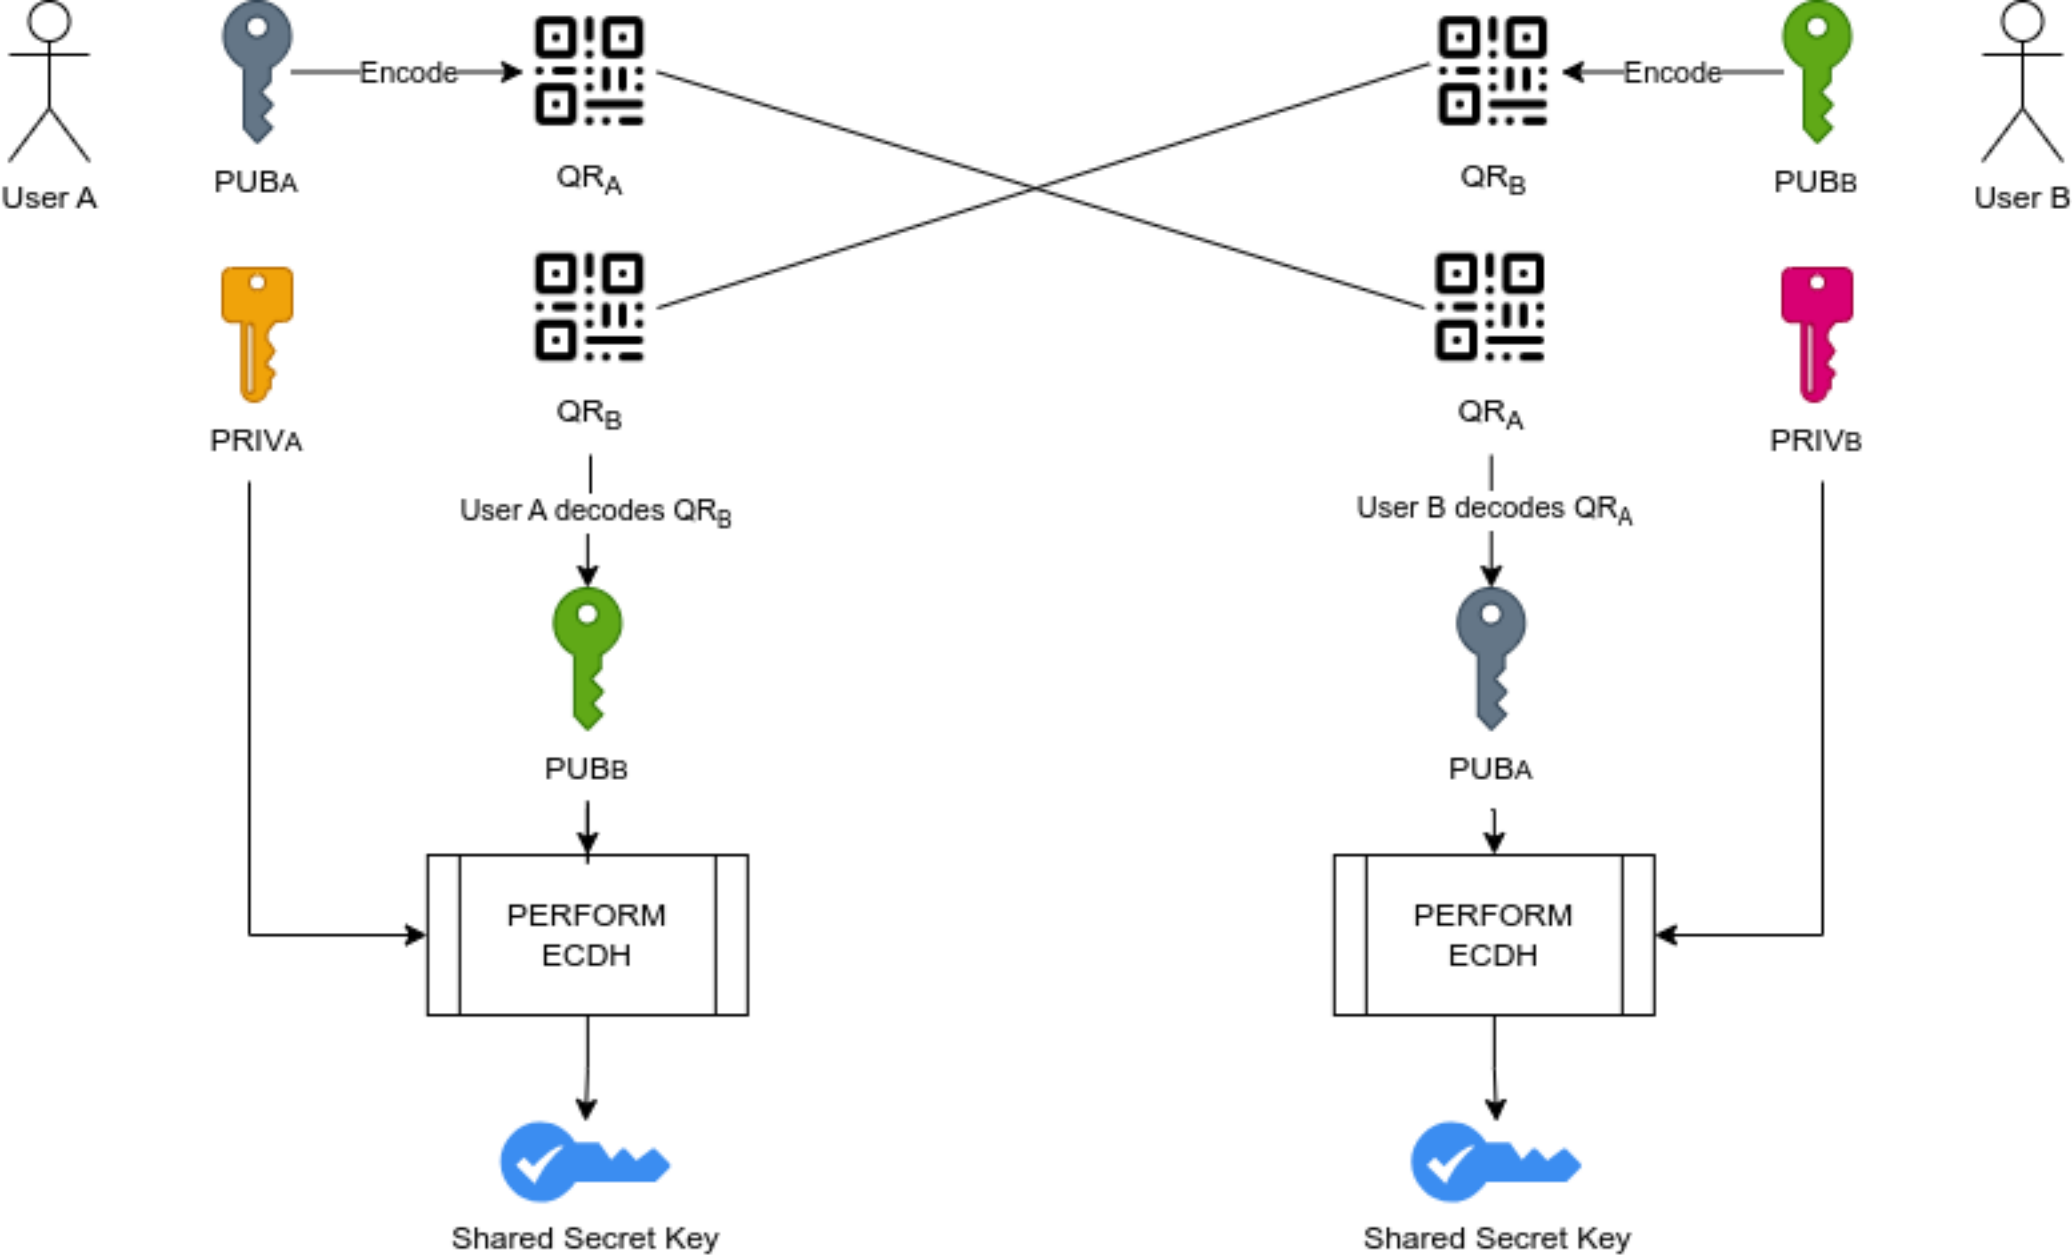 Encode
Encode
PUBA
QRA
QRB
PUBB
User A
User B
PRIVA
QRB
QRA
PRIVB
User A decodes QRB
User B decodes QRA
PUBB
PUBA
PERFORM
ECDH
PERFORM
ECDH
Shared Secret Key
Shared Secret Key